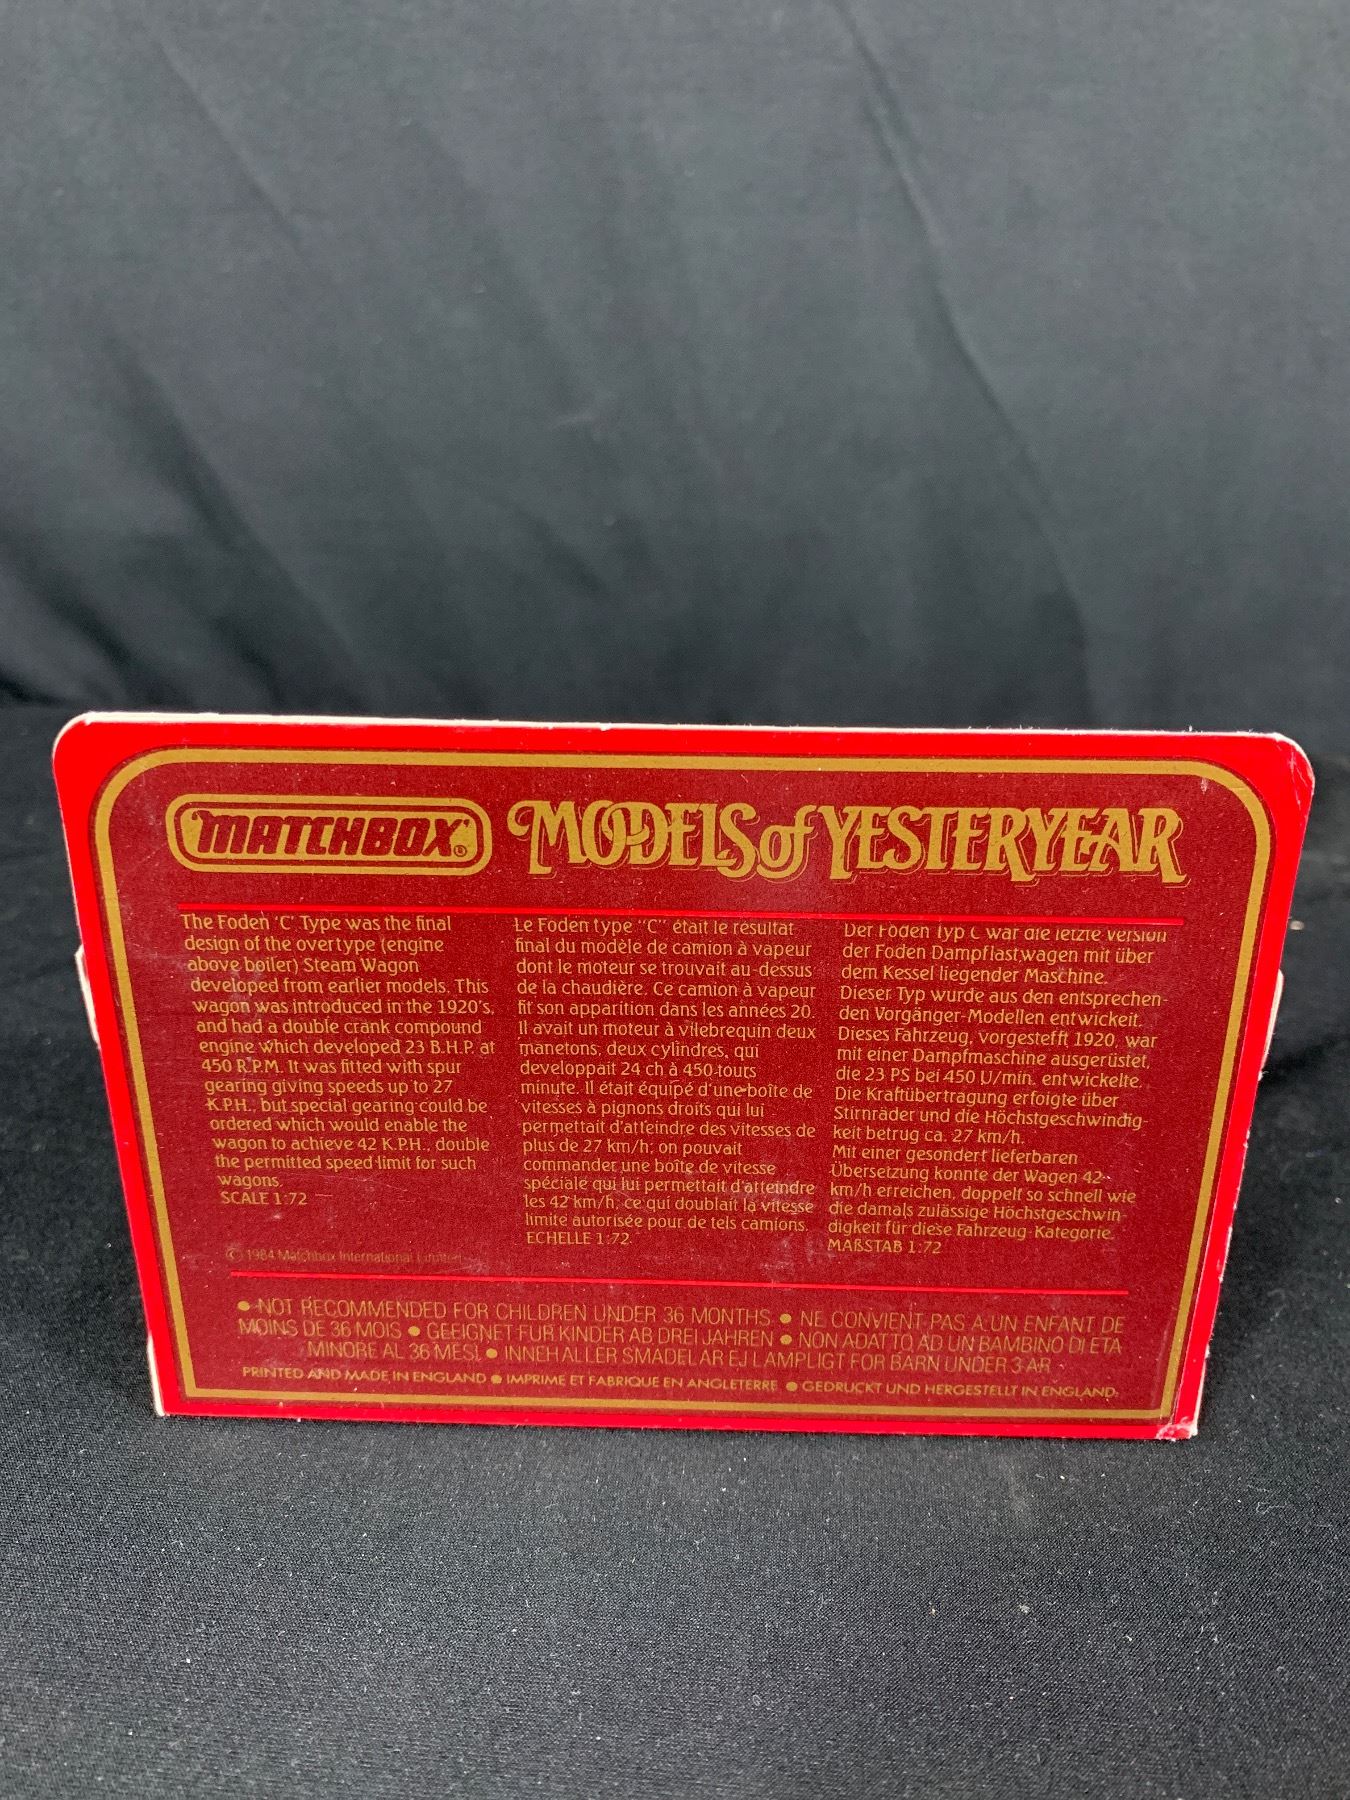 MATCHBOX®
MODELS of YESTERYEAR
The Foden 'C' Type was the final
design of the overtype (engine
above boiler) Steam Wagon
developed from earlier models. This
wagon was introduced in the 1920's,
and had a double crank compound
engine which developed 23 B.H.P. at
450 R.P.M. It was fitted with spur
gearing giving speeds up to 27
K.P.H., but special gearing could be
ordered which would enable the
wagon to achieve 42 K.P.H., double
the permitted speed limit for such
wagons.
SCALE 1:72
© 1984 Matchbox International Limited
Le Foden type "C" était le résultat
final du modèle de camion à vapeur
dont le moteur se trouvait au-dessus
de la chaudière. Ce camion à vapeur
fit son apparition dans les années 20.
Il avait un moteur à vilebrequin deux
manetons, deux cylindres, qui
developpait 24 ch à 450 tours
minute. Il était équipé d'une boîte de
vitesses à pignons droits qui lui
permettait d'atteindre des vitesses de
plus de 27 km/h; on pouvait
commander une boîte de vitesse
spéciale qui lui permettait d'atteindre
les 42 km/h, ce qui doublait la vitesse
limite autorisée pour de tels camions.
ECHELLE 1:72
Der Foden Typ C war die letzte Version
der Foden Dampflastwagen mit über
dem Kessel liegender Maschine.
Dieser Typ wurde aus den entsprechen-
den Vorgänger-Modellen entwickeit.
Dieses Fahrzeug, vorgestefft 1920, war
mit einer Dampfmaschine ausgerüstet,
die 23 PS bei 450 U/min. entwickelte.
Die Kraftübertragung erfolgte über
Stirnräder und die Höchstgeschwindig-
keit betrug ca. 27 km/h.
Mit einer gesondert lieferbaren
Übersetzung konnte der Wagen 42
km/h erreichen, doppelt so schnell wie
die damals zulässige Höchstgeschwin-
digkeit für diese Fahrzeug-Kategorie.
MAßSTAB 1:72
● NOT RECOMMENDED FOR CHILDREN UNDER 36 MONTHS ● NE CONVIENT PAS A UN ENFANT DE
MOINS DE 36 MOIS ● GEEIGNET FUR KINDER AB DREI JAHREN ● NON ADATTO AD UN BAMBINO DI ETA
MINORE AL 36 MESI ● INNEHALLER SMADELAR EJ LAMPLIGT FOR BARN UNDER 3 AR
PRINTED AND MADE IN ENGLAND ● IMPRIME ET FABRIQUE EN ANGLETERRE ● GEDRUCKT UND HERGESTELLT IN ENGLAND.